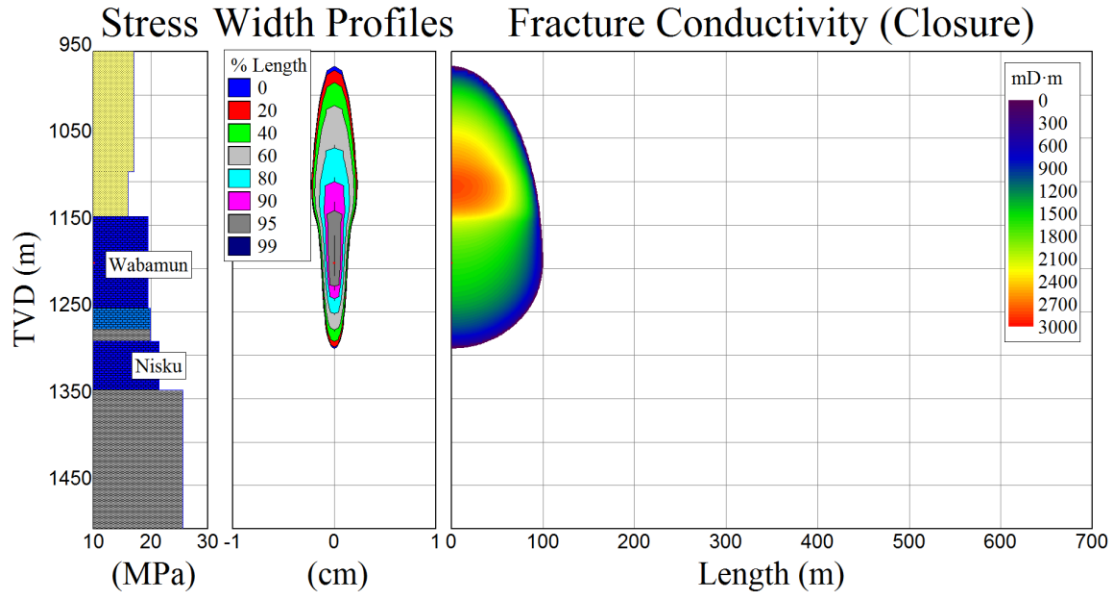 Stress Width Profiles Fracture Conductivity (Closure)
TVD (m)
950
1050
1150
1250
1350
1450
Wabamun
Nisku
10 20 30
(MPa)
% Length
0
20
40
60
80
90
95
99
-1 0 1
(cm)
mD·m
0
300
600
900
1200
1500
1800
2100
2400
2700
3000
0 100 200 300 400 500 600 700
Length (m)